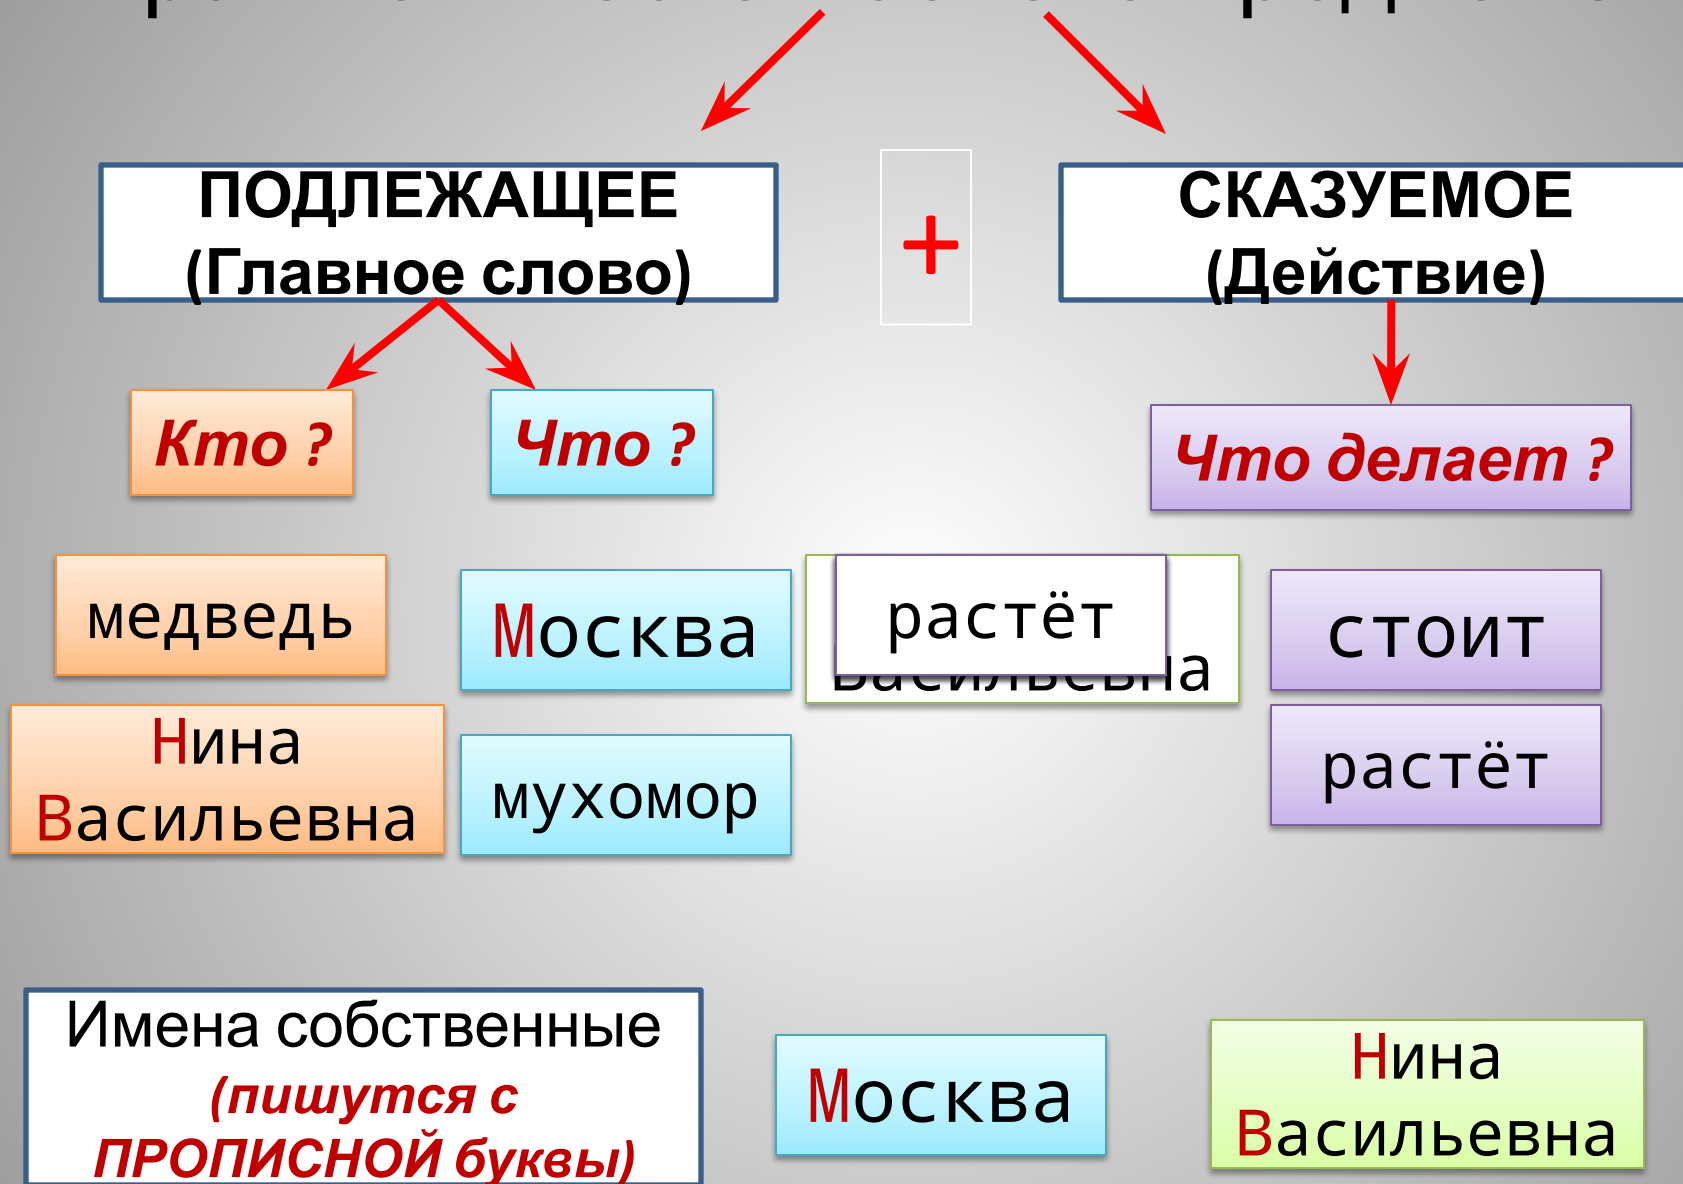 ПОДЛЕЖАЩЕЕ
(Главное слово)
+
СКАЗУЕМОЕ
(Действие)
Кто ?
Что ?
Что делает ?
медведь
Москва
растёт
стоит
Нина
Васильевна
мухомор
растёт
Имена собственные
(пишутся с
ПРОПИСНОЙ буквы)
Москва
Нина
Васильевна